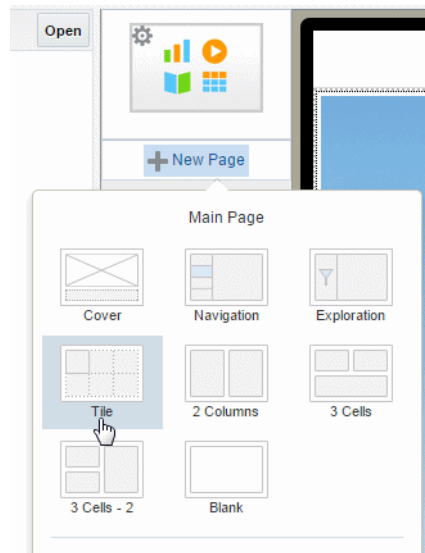 Open
New Page
Main Page
Cover
Navigation
Exploration
Tile
2 Columns
3 Cells
3 Cells - 2
Blank